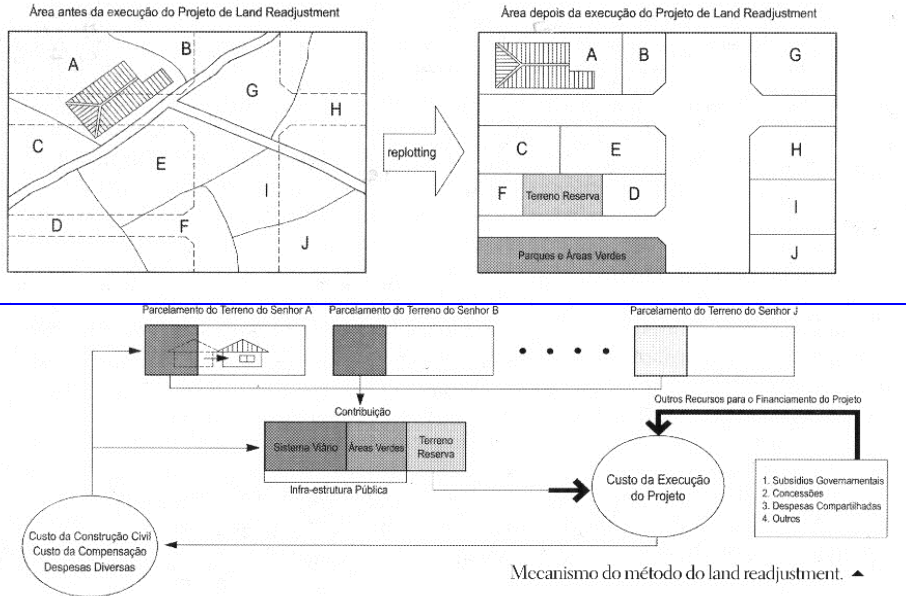 Área antes da execução do Projeto de Land Readjustment
Área depois da execução do Projeto de Land Readjustment
A
B
G
H
C
E
I
D
F
J
replotting
A
B
G
C
E
H
F
Terreno Reserva
D
I
Parques e Áreas Verdes
J
Parcelamento do Terreno do Senhor A
Parcelamento do Terreno do Senhor B
Parcelamento do Terreno do Senhor J
Contribuição
Outros Recursos para o Financiamento do Projeto
Sistema Viário
Áreas Verdes
Terreno
Reserva
Infra-estrutura Pública
Custo da Execução
do Projeto
1. Subsídios Governamentais
2. Concessões
3. Despesas Compartilhadas
4. Outros
Custo da Construção Civil
Custo da Compensação
Despesas Diversas
Mecanismo do método do land readjustment.